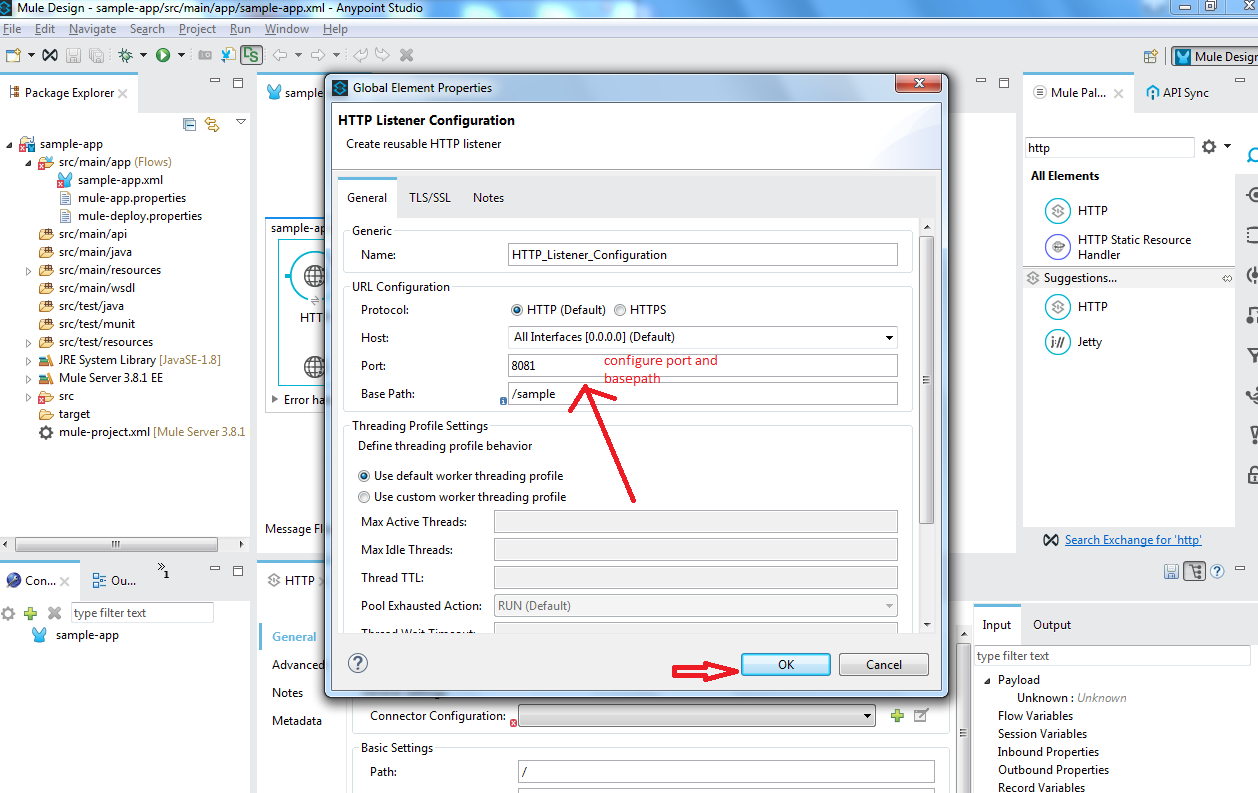 Mule Design - sample-app/src/main/app/sample-app.xml - Anypoint Studio
File Edit Navigate Search Project Run Window Help
Mule Design
Package Explorer
sample-app
src/main/app (Flows)
sample-app.xml
mule-app.properties
mule-deploy.properties
src/main/api
src/main/java
src/main/resources
src/main/wsdl
src/test/java
src/test/munit
src/test/resources
JRE System Library [JavaSE-1.8]
Mule Server 3.8.1 EE
src
target
mule-project.xml [Mule Server 3.8.1
Con...
Ou...
1
type filter text
sample-app
sample
sample-ap
HTT
Error ha
Message Fl
Global Element Properties
HTTP Listener Configuration
Create reusable HTTP listener
General TLS/SSL Notes
Generic
Name: HTTP_Listener_Configuration
URL Configuration
Protocol: HTTP (Default) HTTPS
Host: All Interfaces [0.0.0.0] (Default)
Port: 8081
configure port and
basepath
Base Path: /sample
Threading Profile Settings
Define threading profile behavior
Use default worker threading profile
Use custom worker threading profile
Max Active Threads:
Max Idle Threads:
Thread TTL:
Pool Exhausted Action: RUN (Default)
Thread Wait Timeout:
OK Cancel
HTTP
General
Advanced
Notes
Metadata
Connector Configuration:
Basic Settings
Path: /
Mule Pal...
API Sync
http
All Elements
HTTP
HTTP Static Resource
Handler
Suggestions...
HTTP
Jetty
Search Exchange for 'http'
Input Output
type filter text
Payload
Unknown : Unknown
Flow Variables
Session Variables
Inbound Properties
Outbound Properties
Record Variables